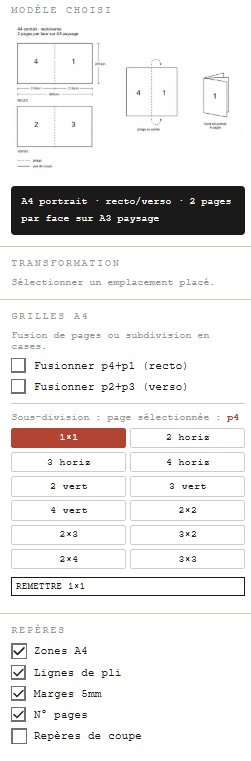 MODÈLE CHOISI
A4 portrait · recto/verso
2 pages par face sur A3 paysage
4
1
RECTO
2
3
VERSO
pliage
4
1
pliage au centre
1
A4 portrait · recto/verso · 2 pages
par face sur A3 paysage
TRANSFORMATION
Sélectionner un emplacement placé.
GRILLES A4
Fusion de pages ou subdivision en
cases.
Fusionner p4+p1 (recto)
Fusionner p2+p3 (verso)
Sous-division : page sélectionnée : p4
1×1
2 horiz
3 horiz
4 horiz
2 vert
3 vert
4 vert
2×2
2×3
3×2
2×4
3×3
REMETTRE 1×1
REPÈRES
Zones A4
Lignes de pli
Marges 5mm
N° pages
Repères de coupe